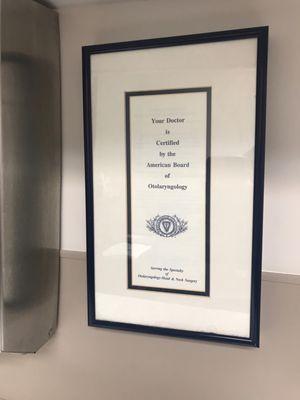 Your Doctor
is
Certified
by the
American Board
of
Otolaryngology
Serving the Specialty
of
Otolaryngology-Head & Neck Surgery